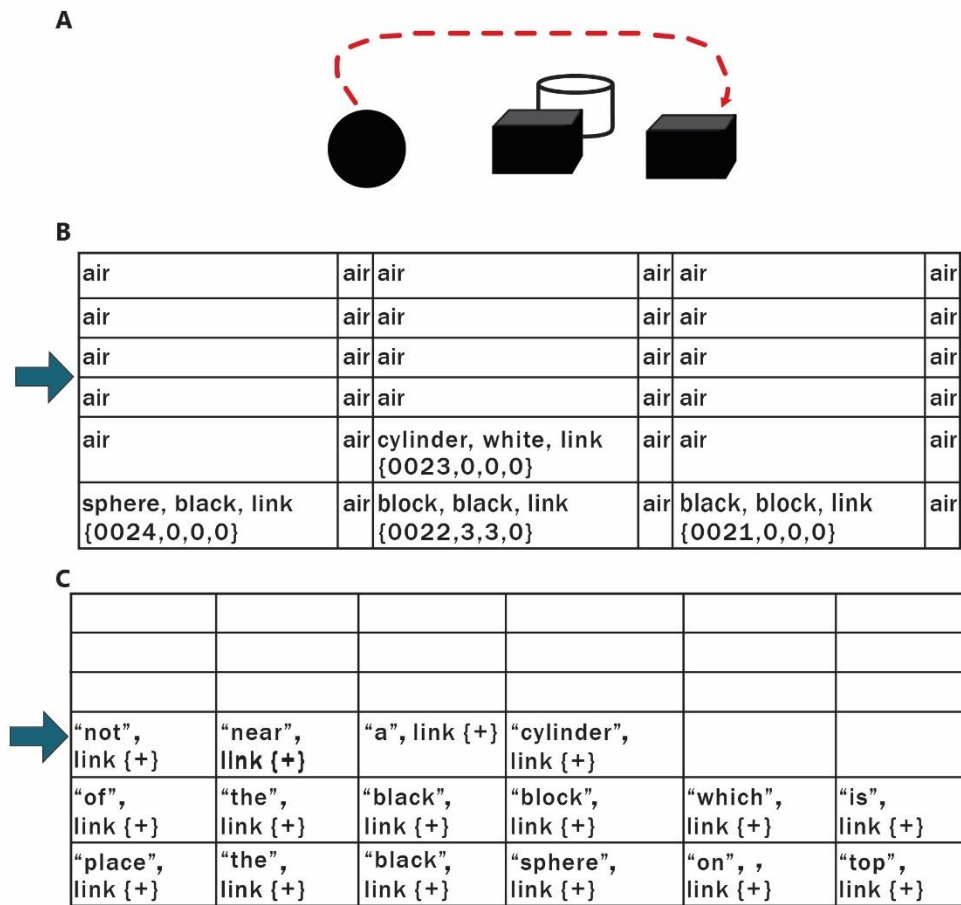 A
B
air air air air air air
air air air air air air
air air air air air air
air air air air air air
air air cylinder, white, link air air air
{0023,0,0,0}
sphere, black, link air block, black, link air black, block, link air
{0024,0,0,0} {0022,3,3,0} {0021,0,0,0}
C
“not”, “near”, “a”, link {+} “cylinder”,
link {+} link {+} link {+}
“of”, “the”, “black”, “block”, “which”, “is”,
link {+} link {+} link {+} link {+} link {+} link {+}
“place”, “the”, “black”, “sphere”, “on”, , “top”,
link {+} link {+} link {+} link {+} link {+} link {+}